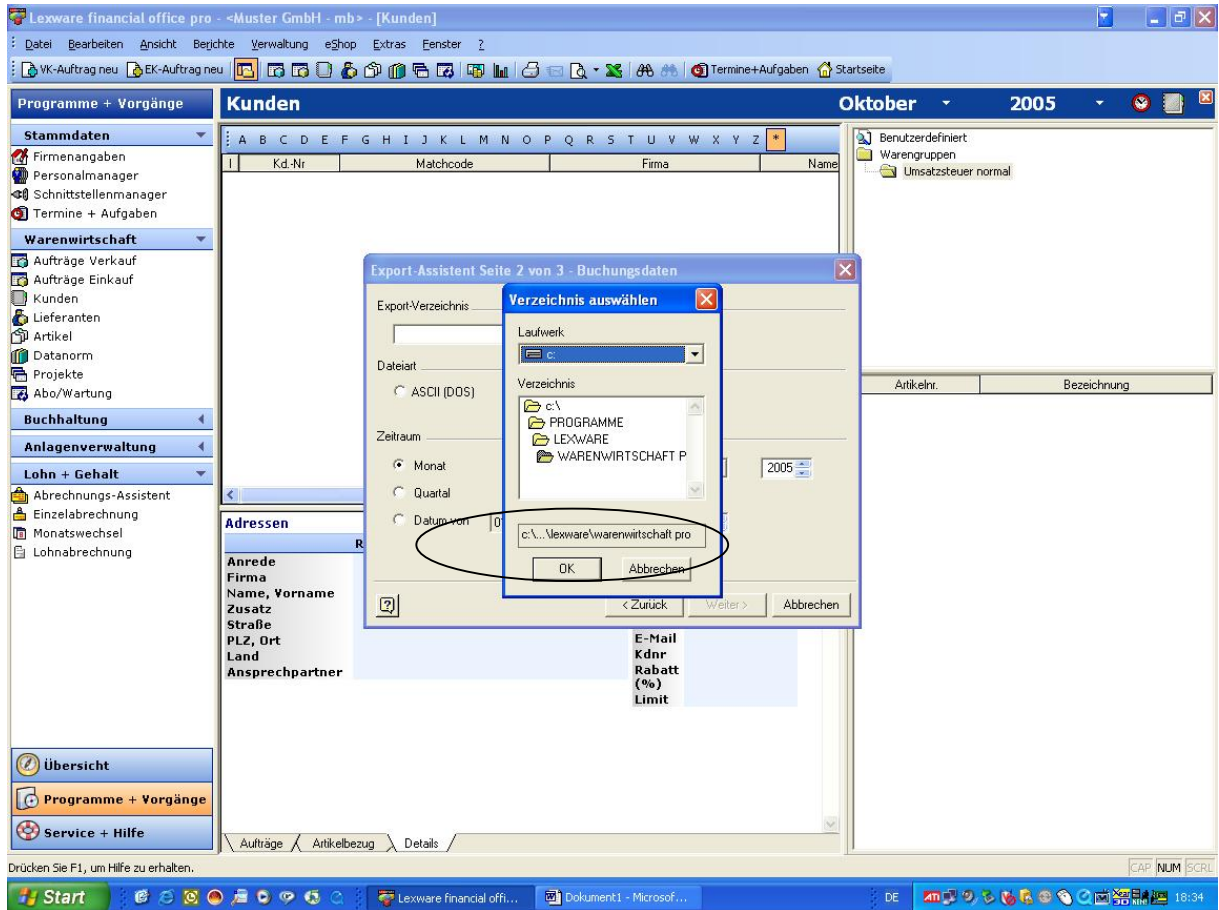 Lexware financial office pro - <Muster GmbH - mb> - [Kunden]
Datei Bearbeiten Ansicht Berichte Verwaltung eShop Extras Fenster ?
VK-Auftrag neu EK-Auftrag neu Termine+Aufgaben Startseite
Programme + Vorgänge
Kunden
Oktober 2005
Stammdaten
Firmenangaben
Personalmanager
Schnittstellenmanager
Termine + Aufgaben
Warenwirtschaft
Aufträge Verkauf
Aufträge Einkauf
Kunden
Lieferanten
Artikel
Datanorm
Projekte
Abo/Wartung
Buchhaltung
Anlagenverwaltung
Lohn + Gehalt
Abrechnungs-Assistent
Einzelabrechnung
Monatswechsel
Lohnabrechnung
Übersicht
Programme + Vorgänge
Service + Hilfe
A B C D E F G H I J K L M N O P Q R S T U V W X Y Z *
I Kd.-Nr Matchcode Firma Name
Benutzerdefiniert
Warengruppen
Umsatzsteuer normal
Artikelnr. Bezeichnung
Export-Assistent Seite 2 von 3 - Buchungsdaten
Export-Verzeichnis
Dateiart
ASCII (DOS)
Zeitraum
Monat
2005
Quartal
Datum von
< Zurück Weiter > Abbrechen
Verzeichnis auswählen
Laufwerk
c:
Verzeichnis
c:\
PROGRAMME
LEXWARE
WARENWIRTSCHAFT P
c:\...\lexware\warenwirtschaft pro
OK Abbrechen
Adressen
R
Anrede
Firma
Name, Vorname
Zusatz
Straße
PLZ, Ort
Land
Ansprechpartner
E-Mail
Kdnr
Rabatt
(%)
Limit
Aufträge Artikelbezug Details
Drücken Sie F1, um Hilfe zu erhalten.
CAP NUM SCRL
Start
Lexware financial offi...
Dokument1 - Microsof...
DE
18:34